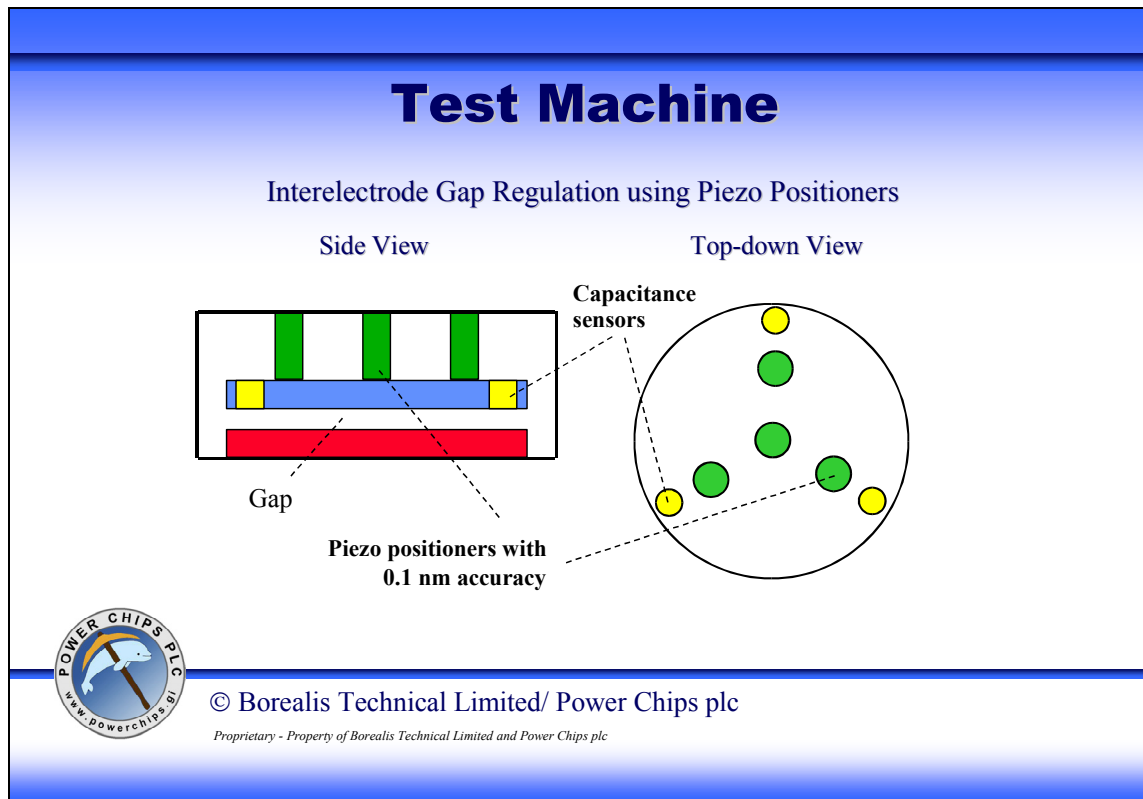 Test Machine
Interelectrode Gap Regulation using Piezo Positioners
Side View
Top-down View
Capacitance
sensors
Gap
Piezo positioners with
0.1 nm accuracy
POWER CHIPS PLC
www.powerchips.gi
© Borealis Technical Limited/ Power Chips plc
Proprietary - Property of Borealis Technical Limited and Power Chips plc